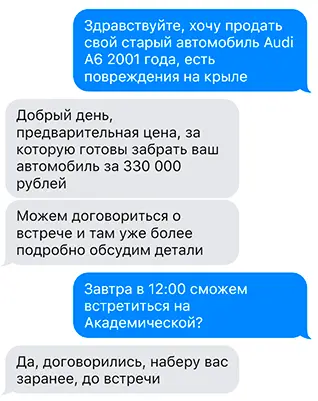 Здравствуйте, хочу продать
свой старый автомобиль Audi
A6 2001 года, есть
повреждения на крыле
Добрый день,
предварительная цена, за
которую готовы забрать ваш
автомобиль за 330 000
рублей
Можем договориться о
встрече и там уже более
подробно обсудим детали
Завтра в 12:00 сможем
встретиться на
Академической?
Да, договорились, наберу вас
заранее, до встречи